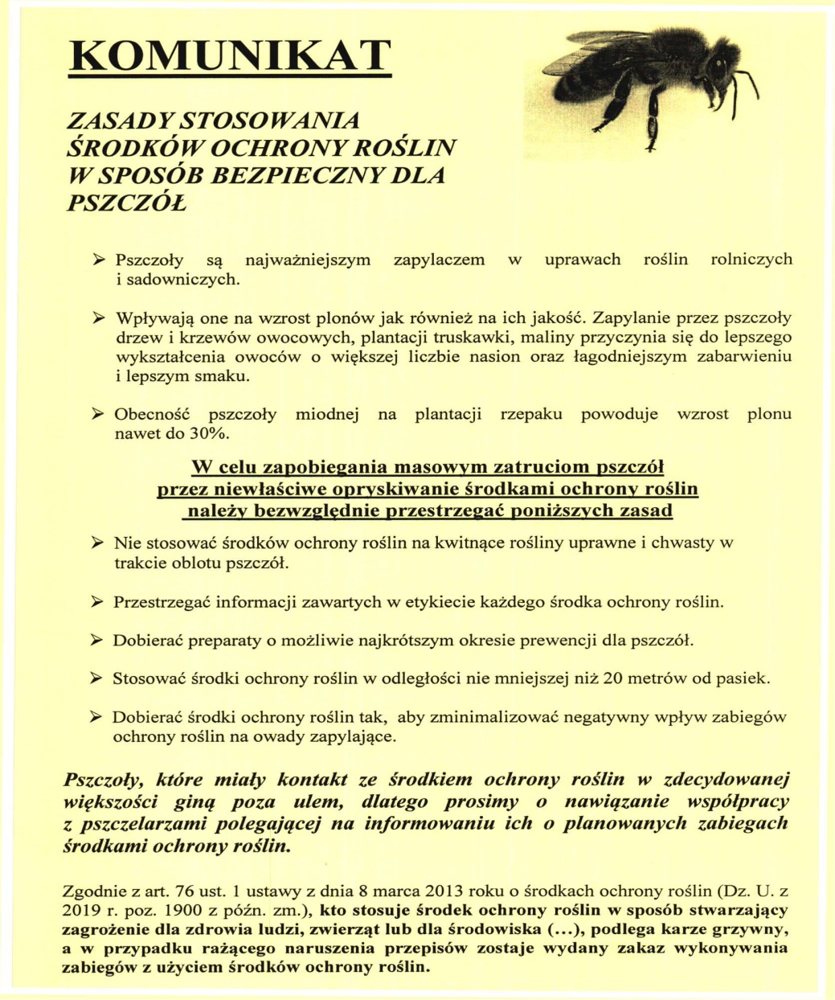 KOMUNIKAT
ZASADY STOSOWANIA
ŚRODKÓW OCHRONY ROŚLIN
W SPOSÓB BEZPIECZNY DLA
PSZCZÓŁ
➢ Pszczoły są najważniejszym zapylaczem w uprawach roślin rolniczych
i sadowniczych.
➢ Wpływają one na wzrost plonów jak również na ich jakość. Zapylanie przez pszczoły
drzew i krzewów owocowych, plantacji truskawki, maliny przyczynia się do lepszego
wykształcenia owoców o większej liczbie nasion oraz łagodniejszym zabarwieniu
i lepszym smaku.
➢ Obecność pszczoły miodnej na plantacji rzepaku powoduje wzrost plonu
nawet do 30%.
W celu zapobiegania masowym zatruciom pszczół
przez niewłaściwe opryskiwanie środkami ochrony roślin
należy bezwzględnie przestrzegać poniższych zasad
➢ Nie stosować środków ochrony roślin na kwitnące rośliny uprawne i chwasty w
trakcie oblotu pszczół.
➢ Przestrzegać informacji zawartych w etykiecie każdego środka ochrony roślin.
➢ Dobierać preparaty o możliwie najkrótszym okresie prewencji dla pszczół.
➢ Stosować środki ochrony roślin w odległości nie mniejszej niż 20 metrów od pasiek.
➢ Dobierać środki ochrony roślin tak, aby zminimalizować negatywny wpływ zabiegów
ochrony roślin na owady zapylające.
Pszczoły, które miały kontakt ze środkiem ochrony roślin w zdecydowanej
większości giną poza ulem, dlatego prosimy o nawiązanie współpracy
z pszczelarzami polegającej na informowaniu ich o planowanych zabiegach
środkami ochrony roślin.
Zgodnie z art. 76 ust. 1 ustawy z dnia 8 marca 2013 roku o środkach ochrony roślin (Dz. U. z
2019 r. poz. 1900 z późn. zm.), kto stosuje środek ochrony roślin w sposób stwarzający
zagrożenie dla zdrowia ludzi, zwierząt lub dla środowiska (...), podlega karze grzywny,
a w przypadku rażącego naruszenia przepisów zostaje wydany zakaz wykonywania
zabiegów z użyciem środków ochrony roślin.